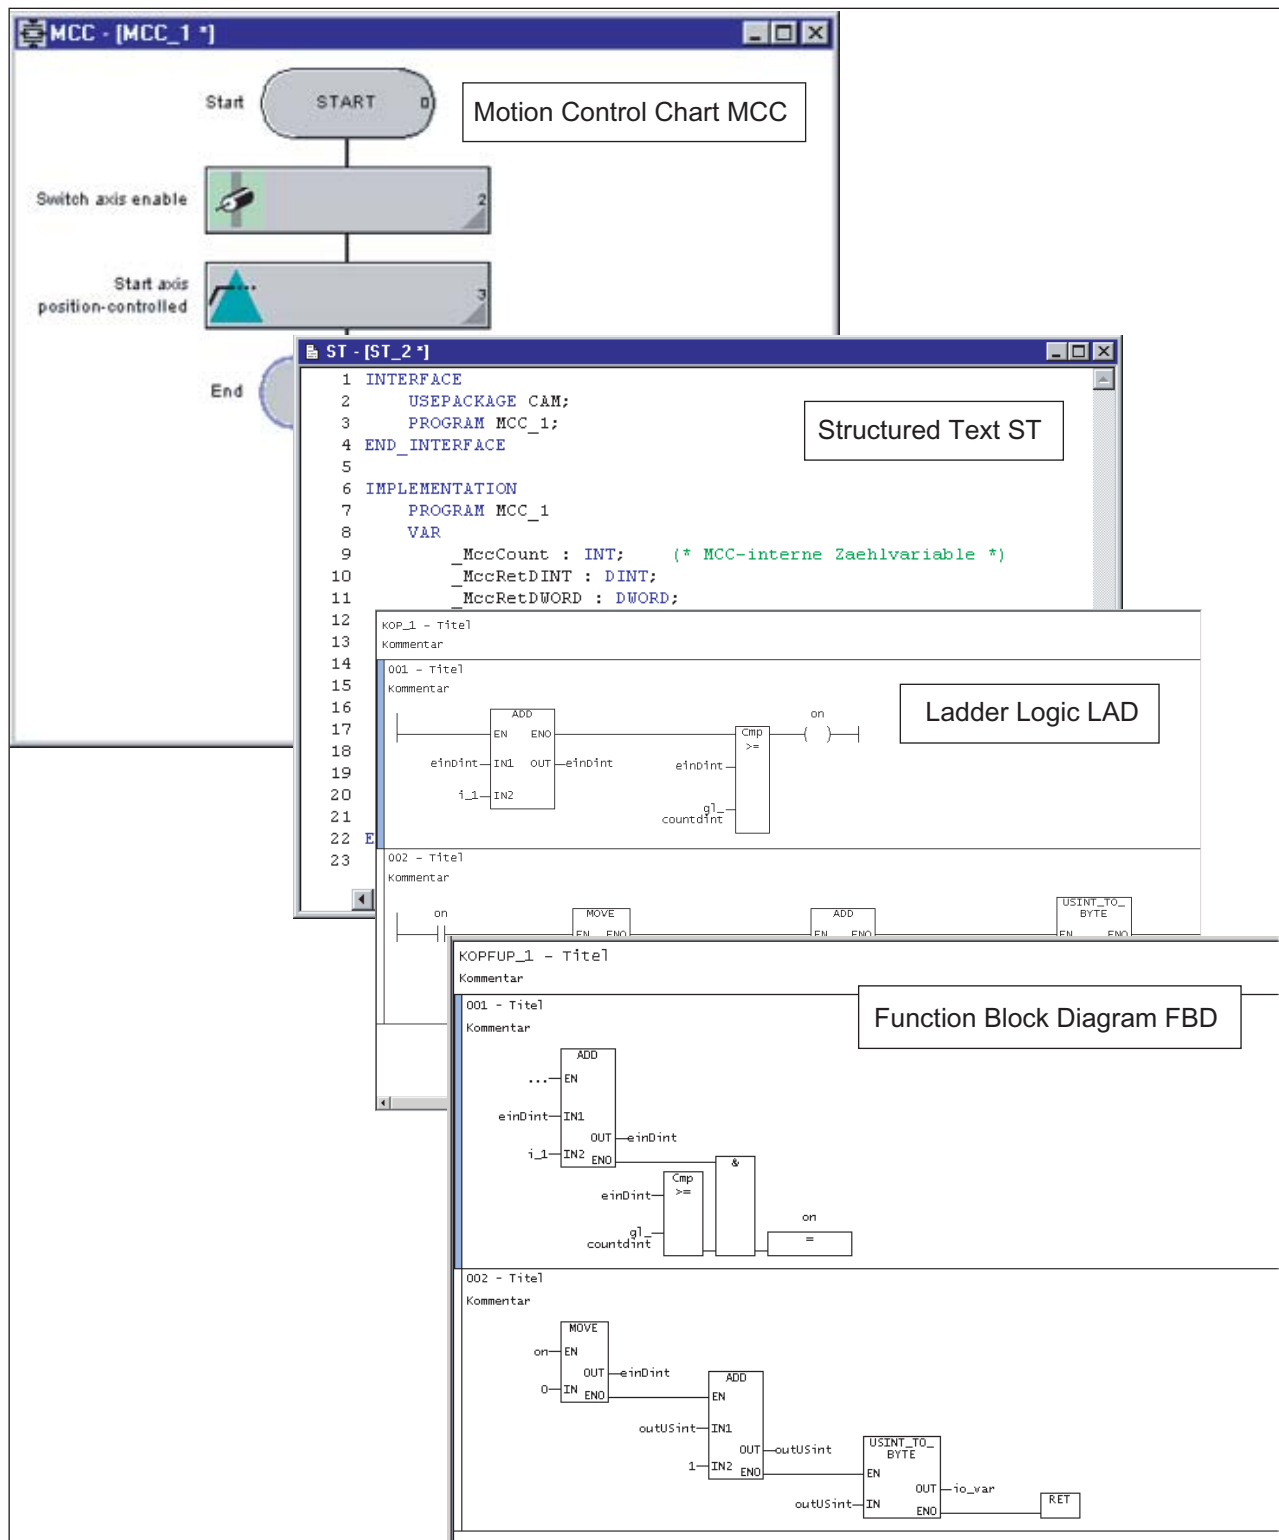 MCC - [MCC_1 *]
Start
START
Motion Control Chart MCC
Switch axis enable
2
Start axis
position-controlled
3
End
ST - [ST_2 *]
Structured Text ST
1 INTERFACE
2 USEPACKAGE CAM;
3 PROGRAM MCC_1;
4 END_INTERFACE
5
6 IMPLEMENTATION
7 PROGRAM MCC_1
8 VAR
9 _MccCount : INT; (* MCC-interne Zaehlvariable *)
10 _MccRetDINT : DINT;
11 _MccRetDWORD : DWORD;
12
13
14
15
16
17
18
19
20
21
22 E
23
KOP_1 - Titel
Kommentar
001 - Titel
Kommentar
Ladder Logic LAD
ADD
EN ENO
einDint IN1 OUT einDint
i_1 IN2
Cmp
>=
einDint
gl_
countdint
on
( )
002 - Titel
Kommentar
on
MOVE
EN ENO
ADD
EN ENO
USINT_TO_
BYTE
EN ENO
KOPFUP_1 - Titel
Kommentar
Function Block Diagram FBD
001 - Titel
Kommentar
ADD
... EN
einDint IN1
OUT einDint
i_1 IN2 ENO
&
Cmp
>=
einDint
gl_
countdint
on
=
002 - Titel
Kommentar
MOVE
on EN
OUT einDint
0 IN ENO
ADD
EN
outUSint IN1
OUT outUSint
1 IN2 ENO
USINT_TO_
BYTE
EN
OUT io_var
outUSint IN
ENO
RET